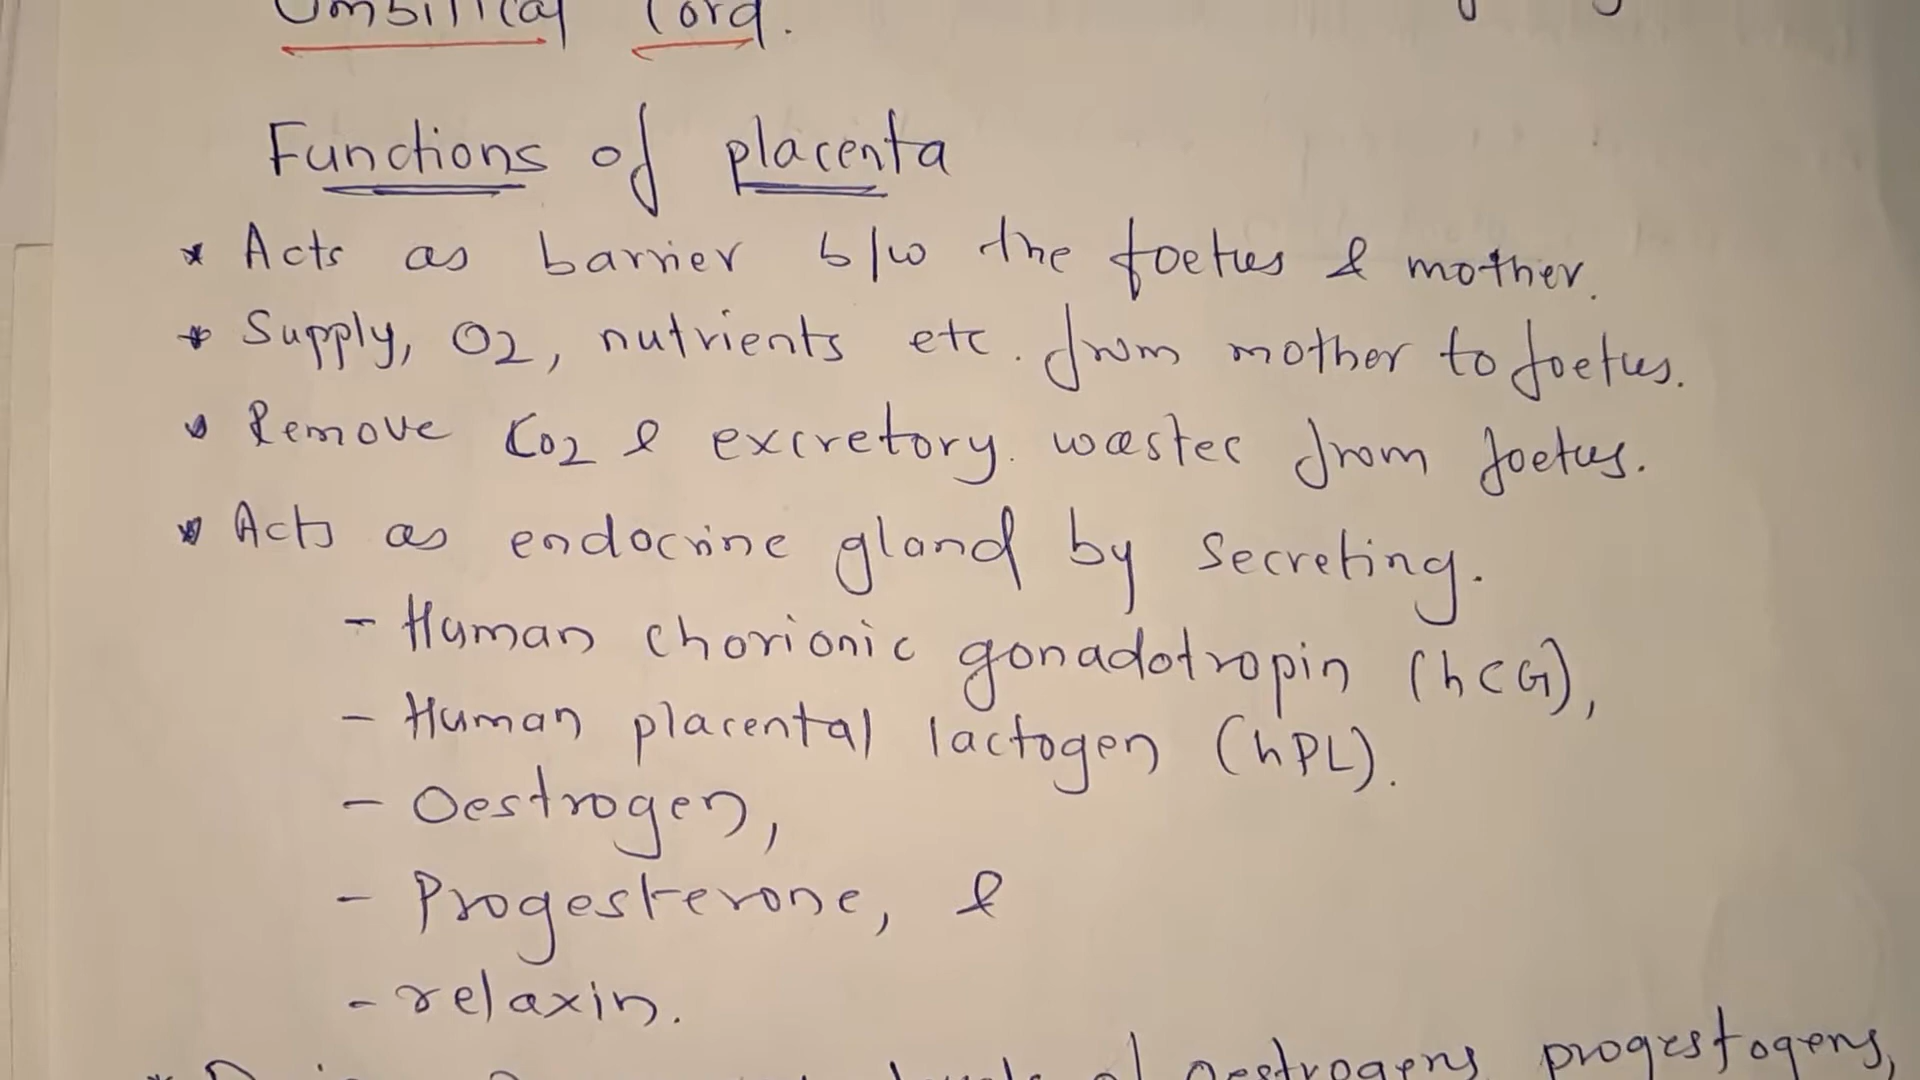 Umbilical Cord.
Functions of placenta
* Acts as barrier b/w the foetus & mother.
* Supply, O2, nutrients etc. from mother to foetus.
* Remove CO2 & excretory. wastes from foetus.
* Acts as endocrine gland by secreting.
- Human chorionic gonadotropin (hCG),
- Human placental lactogen (hPL).
- Oestrogen,
- Progesterone, &
- relaxin.
oestrogens progestogens,